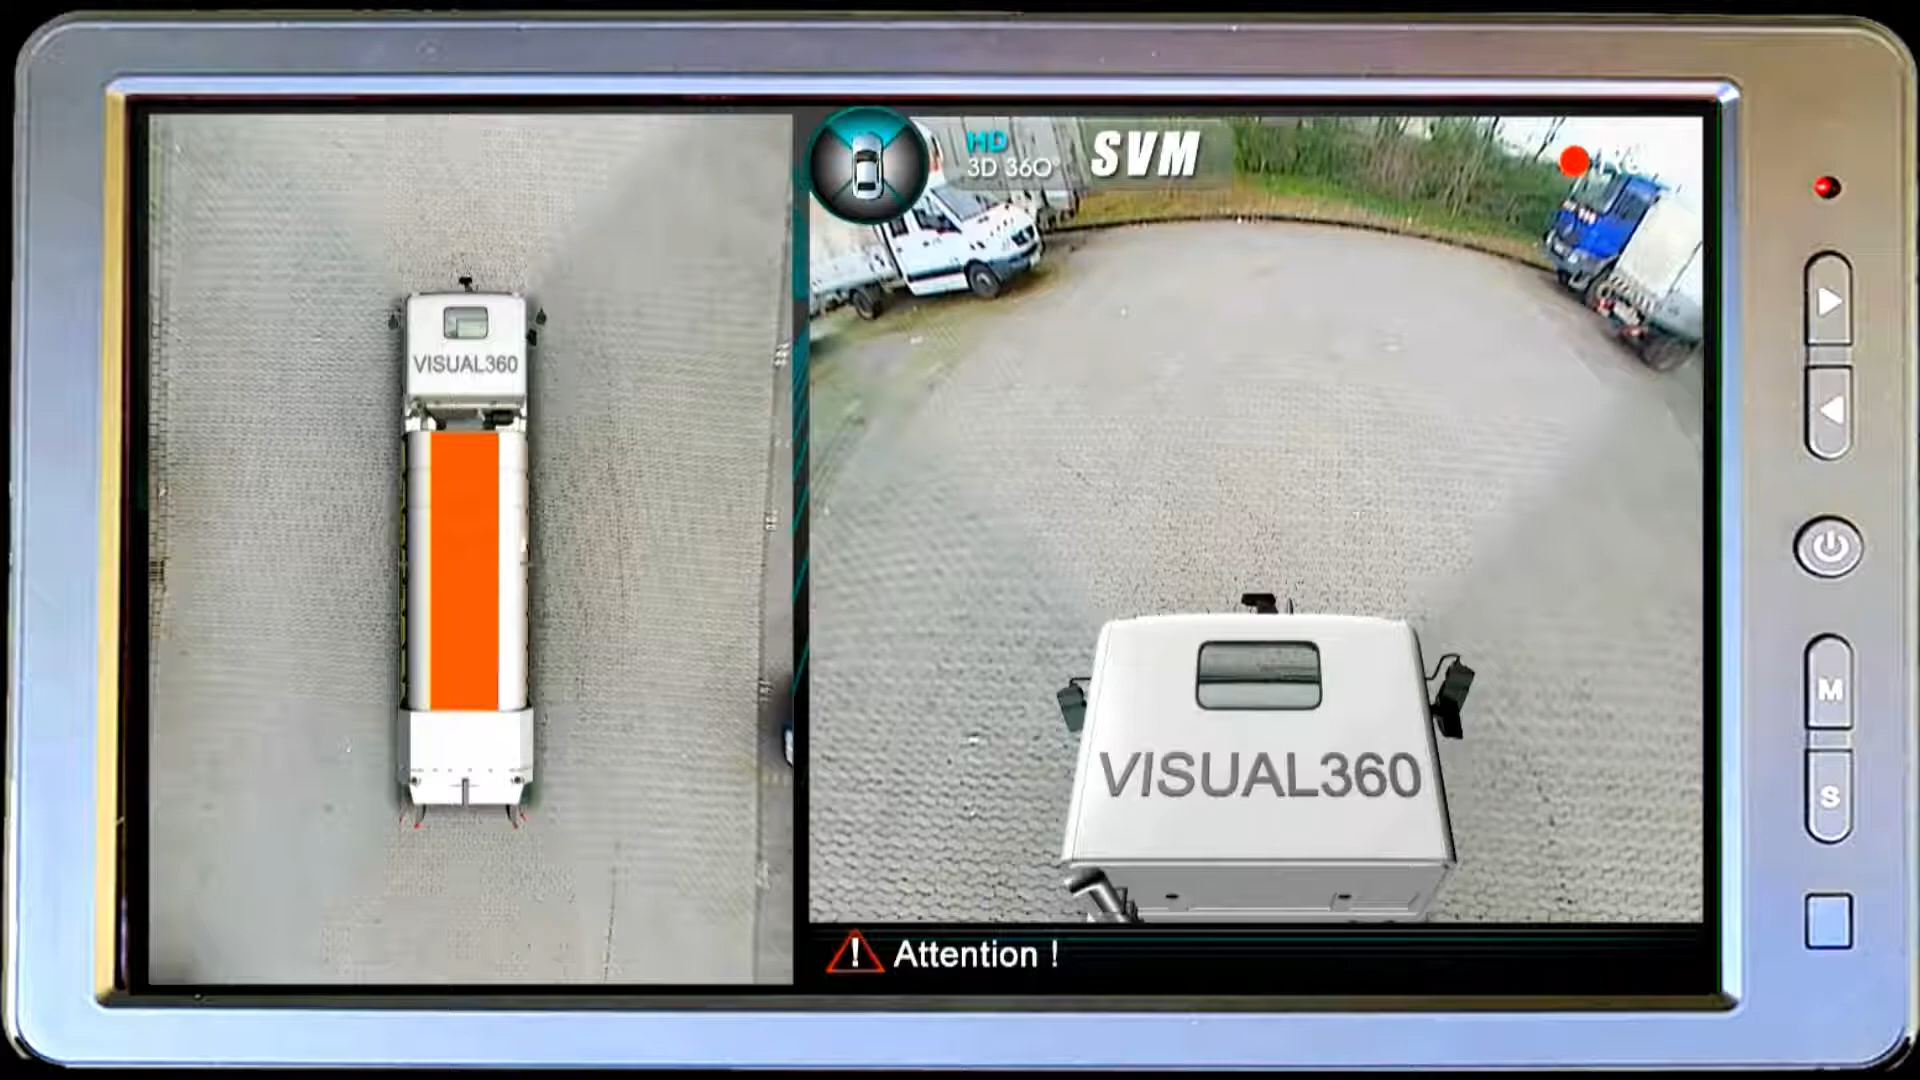 VISUAL360
HD
3D 360°
SVM
VISUAL360
Attention !
M
S